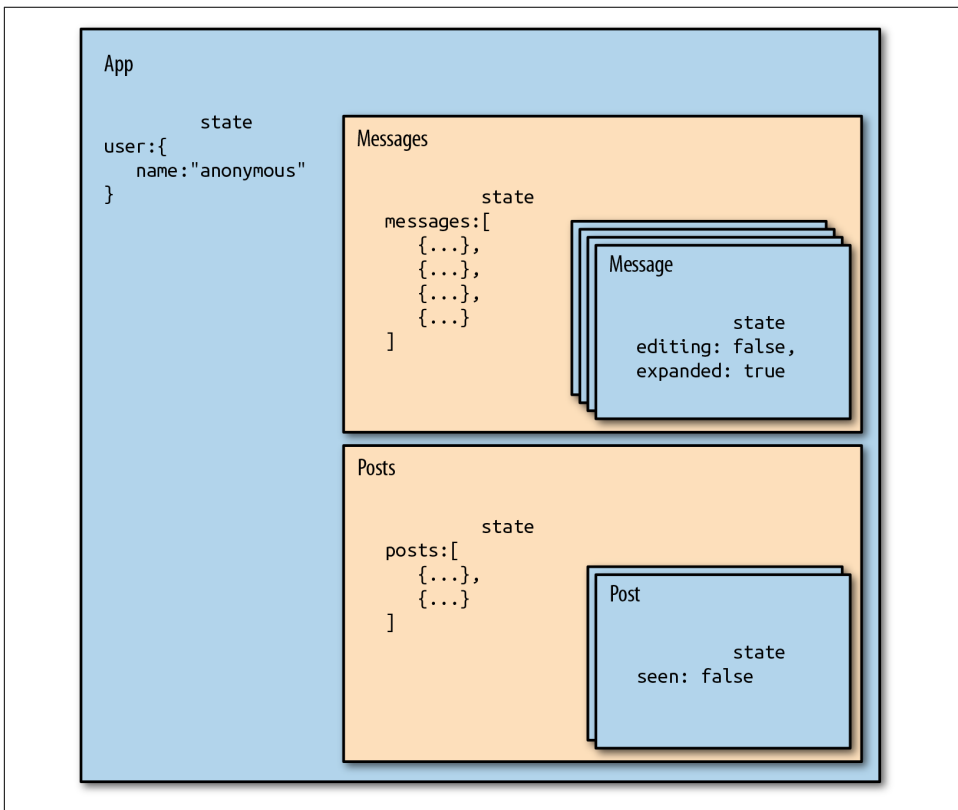 App
state
user:{
name:"anonymous"
}
Messages
state
messages:[
{...},
{...},
{...},
{...}
]
Message
state
editing: false,
expanded: true
Posts
state
posts:[
{...},
{...}
]
Post
state
seen: false